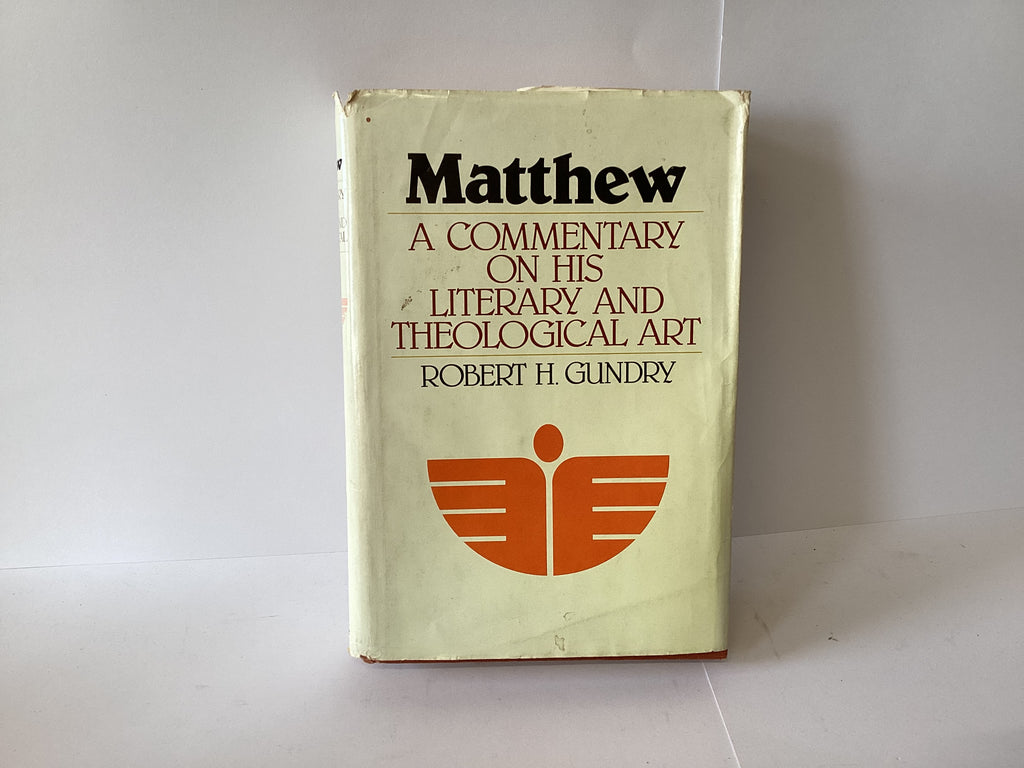 Matthew
A COMMENTARY
ON HIS
LITERARY AND
THEOLOGICAL ART
ROBERT H. GUNDRY